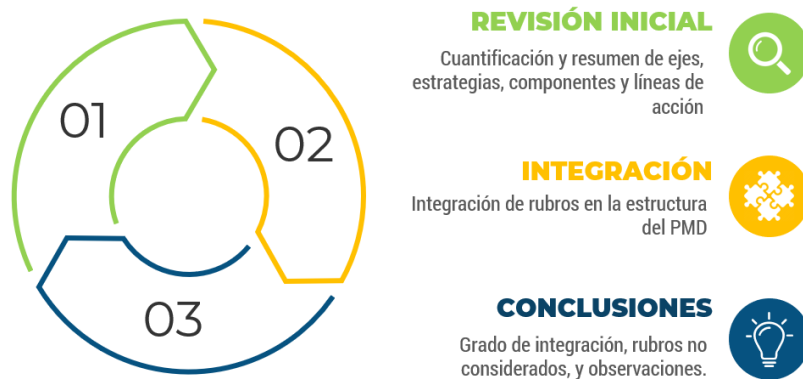 01
02
03
REVISIÓN INICIAL
Cuantificación y resumen de ejes,
estrategias, componentes y líneas de
acción
INTEGRACIÓN
Integración de rubros en la estructura
del PMD
CONCLUSIONES
Grado de integración, rubros no
considerados, y observaciones.